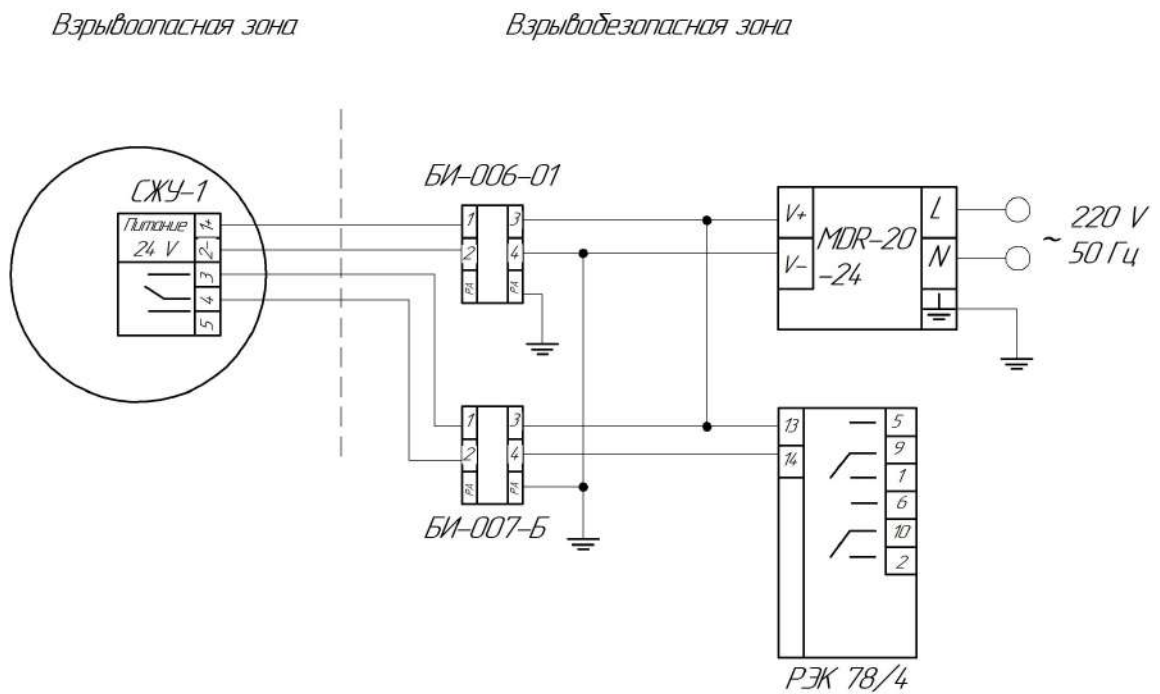 Взрывоопасная зона
Взрывобезопасная зона
СЖУ-1
Питание
24 V
1+
2-
3
4
5
БИ-006-01
1
2
PA
3
4
PA
V+
V-
MDR-20
-24
L
N
220 V
~ 50 Гц
1
2
PA
3
4
PA
БИ-007-Б
13
14
5
9
1
6
10
2
РЭК 78/4